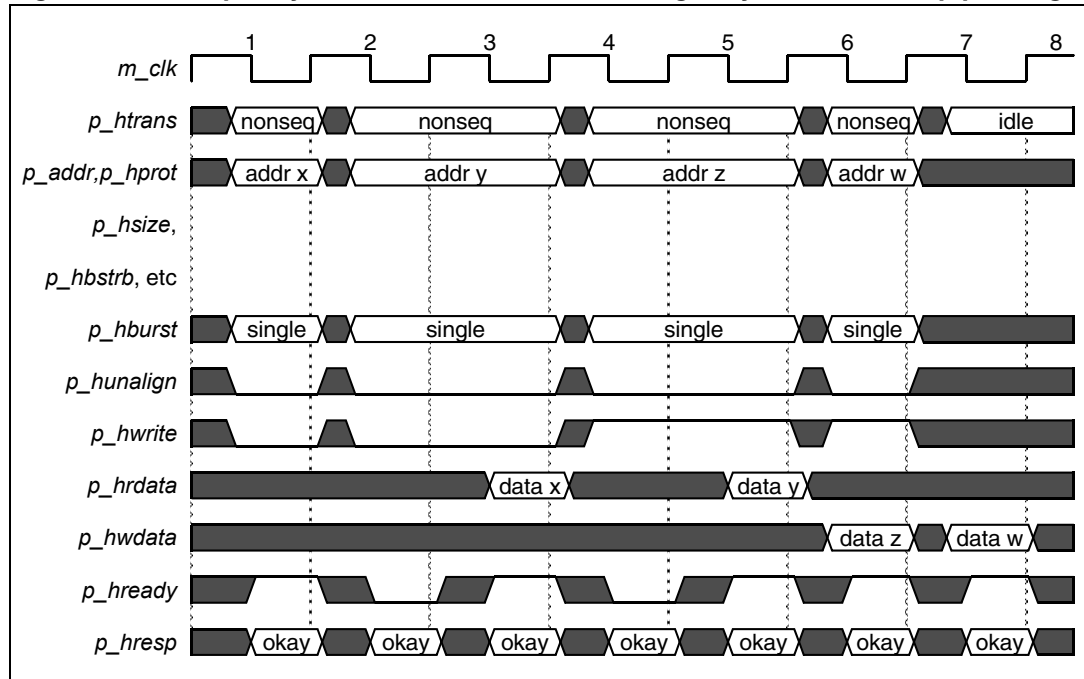 1 2 3 4 5 6 7 8
m_clk
p_htrans nonseq nonseq nonseq nonseq idle
p_addr,p_hprot addr x addr y addr z addr w
p_hsize,
p_hbstrb, etc
p_hburst single single single single
p_hunalign
p_hwrite
p_hrdata data x data y
p_hwdata data z data w
p_hready
p_hresp okay okay okay okay okay okay okay